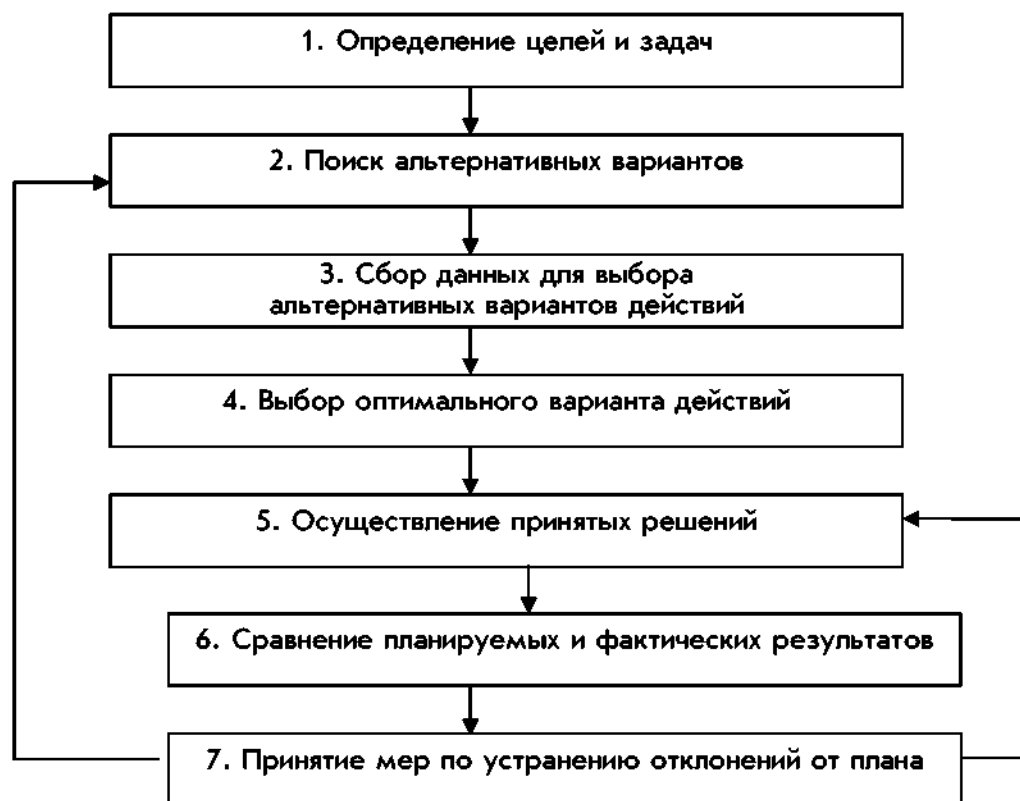 1. Определение целей и задач
2. Поиск альтернативных вариантов
3. Сбор данных для выбора
альтернативных вариантов действий
4. Выбор оптимального варианта действий
5. Осуществление принятых решений
6. Сравнение планируемых и фактических результатов
7. Принятие мер по устранению отклонений от плана